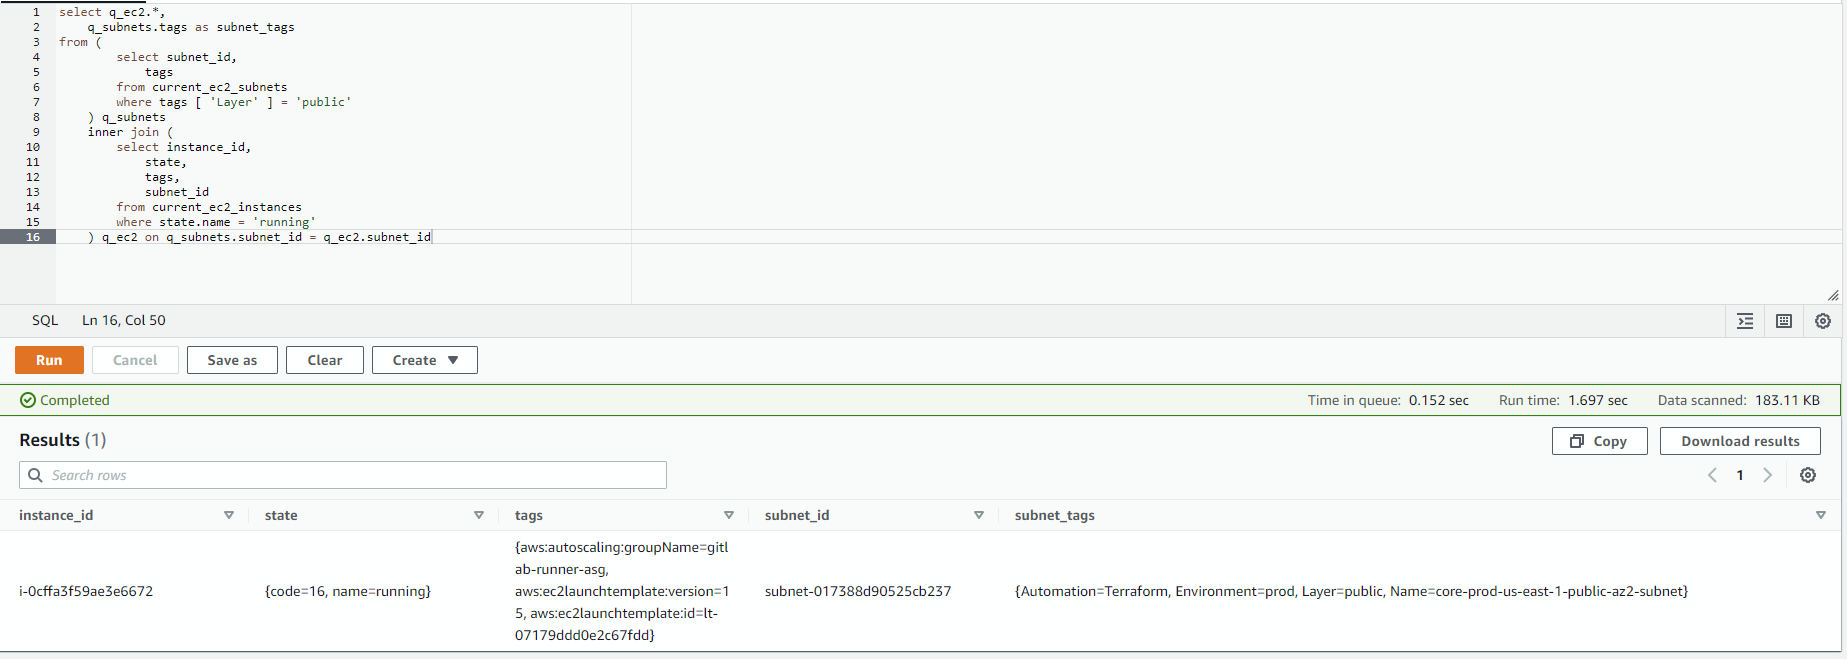 1 select q_ec2.*,
2 q_subnets.tags as subnet_tags
3 from (
4 select subnet_id,
5 tags
6 from current_ec2_subnets
7 where tags [ 'Layer' ] = 'public'
8 ) q_subnets
9 inner join (
10 select instance_id,
11 state,
12 tags,
13 subnet_id
14 from current_ec2_instances
15 where state.name = 'running'
16 ) q_ec2 on q_subnets.subnet_id = q_ec2.subnet_id
SQL Ln 16, Col 50
Run Cancel Save as Clear Create
Completed Time in queue: 0.152 sec Run time: 1.697 sec Data scanned: 183.11 KB
Results (1) Copy Download results
Search rows 1
instance_id state tags subnet_id subnet_tags
{aws:autoscaling:groupName=gitl
ab-runner-asg,
i-0cffa3f59ae3e6672 {code=16, name=running} aws:ec2launchtemplate:version=1 subnet-017388d90525cb237 {Automation=Terraform, Environment=prod, Layer=public, Name=core-prod-us-east-1-public-az2-subnet}
5, aws:ec2launchtemplate:id=lt-
07179ddd0e2c67fdd}